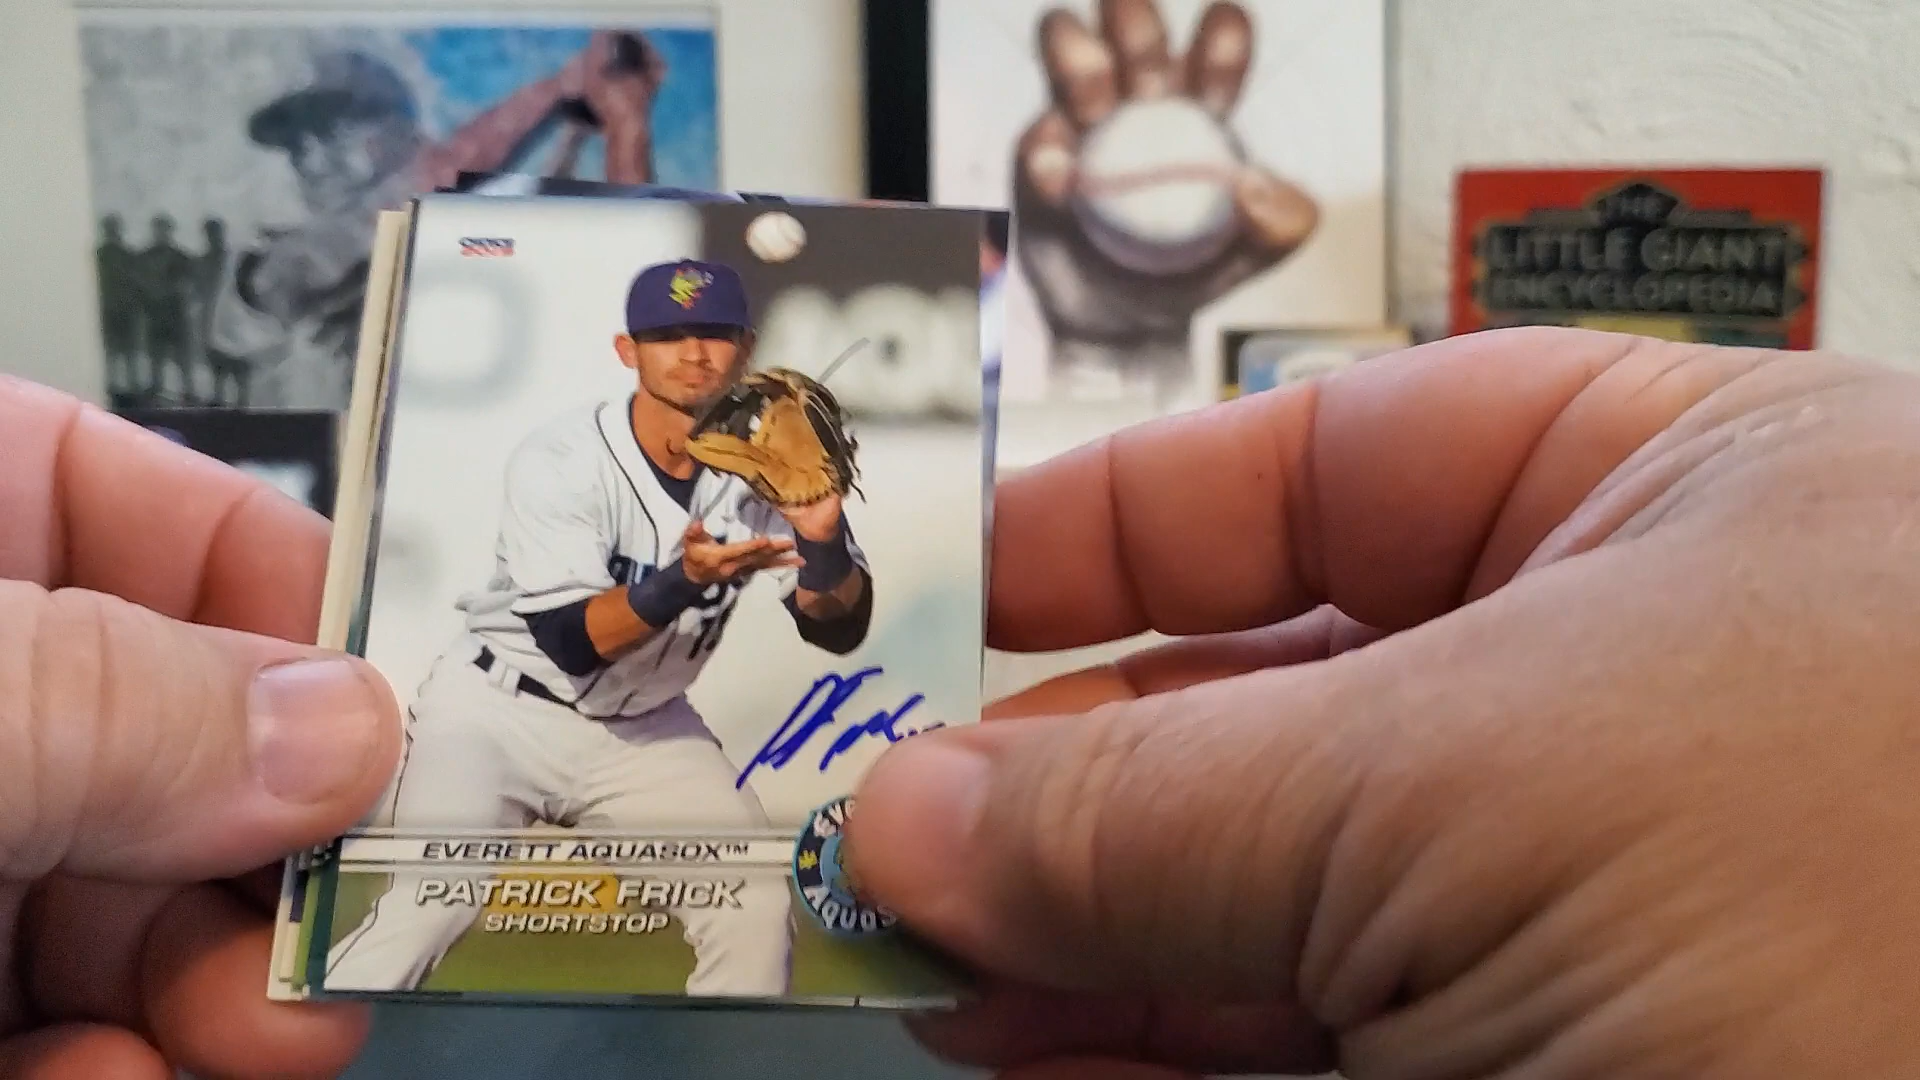 THE
LITTLE GIANT
ENCYCLOPEDIA
EVERETT AQUASOX™
PATRICK FRICK
SHORTSTOP